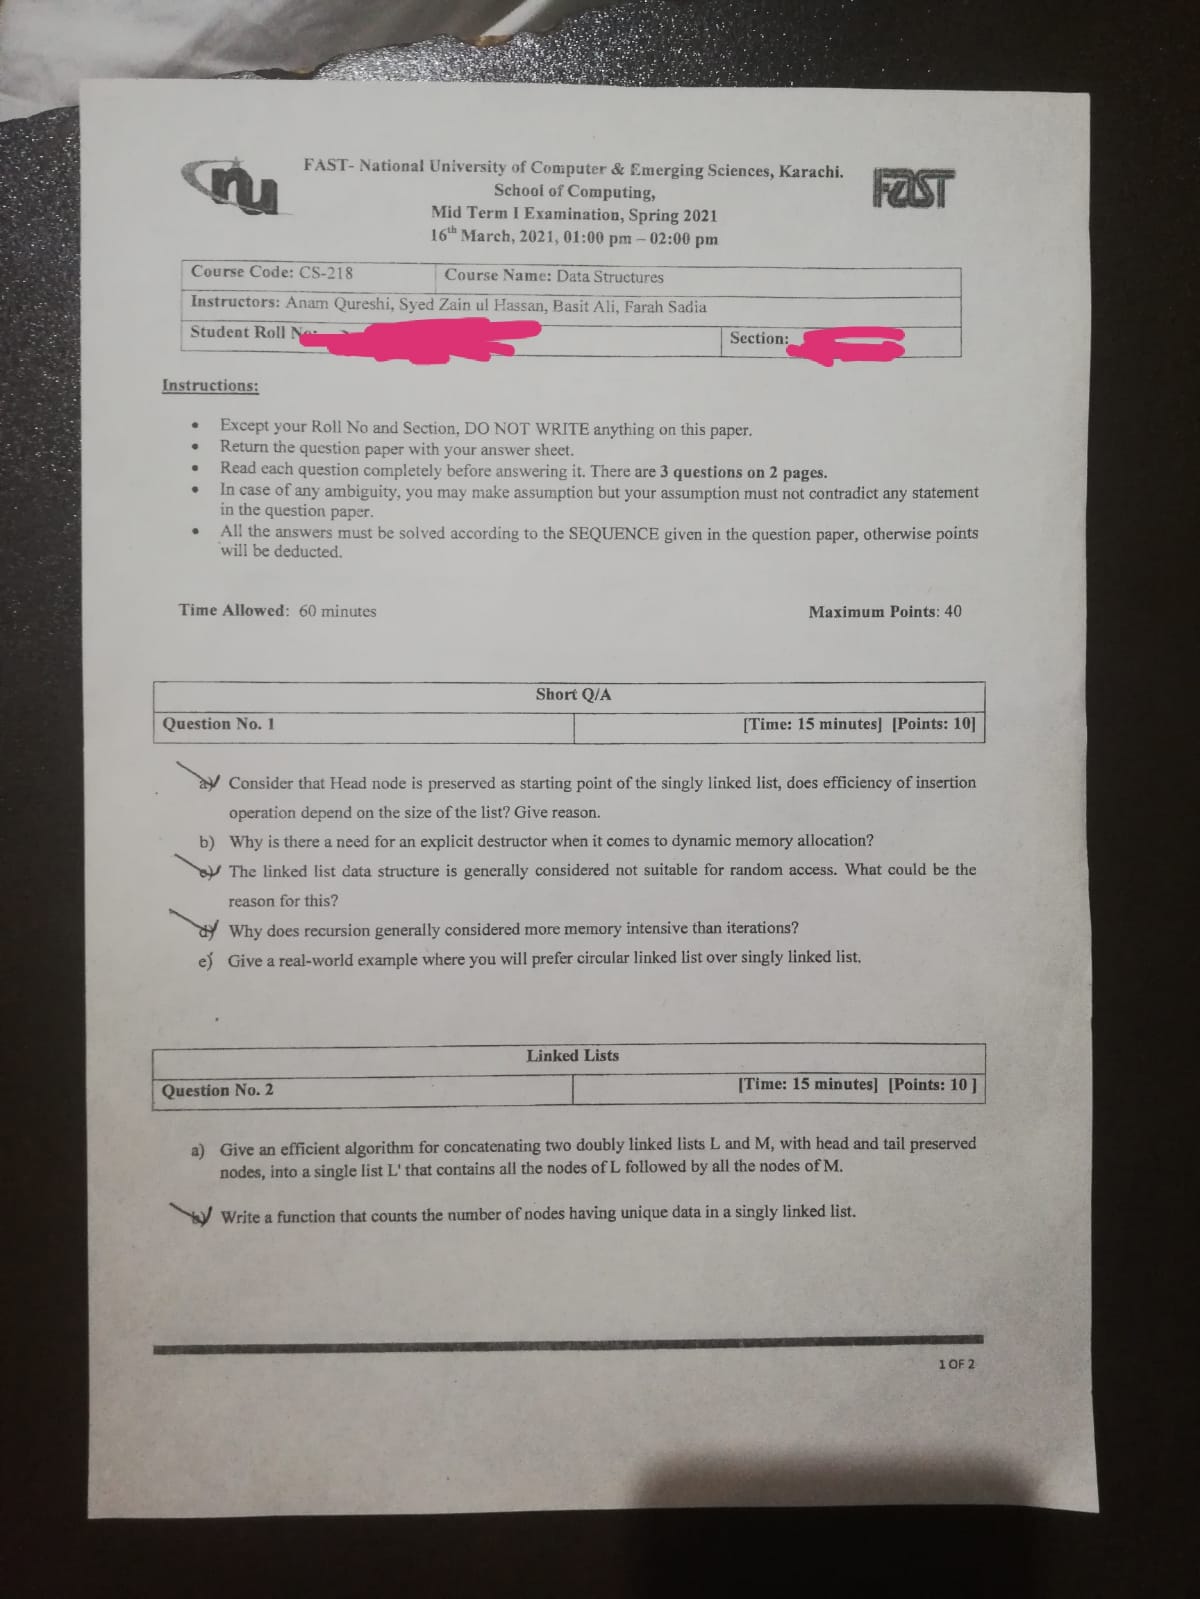 nu
FAST- National University of Computer & Emerging Sciences, Karachi.
FAST
School of Computing,
Mid Term I Examination, Spring 2021
16th March, 2021, 01:00 pm – 02:00 pm
Course Code: CS-218 Course Name: Data Structures
Instructors: Anam Qureshi, Syed Zain ul Hassan, Basit Ali, Farah Sadia
Student Roll No: Section:
Instructions:
• Except your Roll No and Section, DO NOT WRITE anything on this paper.
• Return the question paper with your answer sheet.
• Read each question completely before answering it. There are 3 questions on 2 pages.
• In case of any ambiguity, you may make assumption but your assumption must not contradict any statement
in the question paper.
• All the answers must be solved according to the SEQUENCE given in the question paper, otherwise points
will be deducted.
Time Allowed: 60 minutes Maximum Points: 40
Short Q/A
Question No. 1 [Time: 15 minutes] [Points: 10]
a) Consider that Head node is preserved as starting point of the singly linked list, does efficiency of insertion
operation depend on the size of the list? Give reason.
b) Why is there a need for an explicit destructor when it comes to dynamic memory allocation?
c) The linked list data structure is generally considered not suitable for random access. What could be the
reason for this?
d) Why does recursion generally considered more memory intensive than iterations?
e) Give a real-world example where you will prefer circular linked list over singly linked list.
Linked Lists
Question No. 2 [Time: 15 minutes] [Points: 10 ]
a) Give an efficient algorithm for concatenating two doubly linked lists L and M, with head and tail preserved
nodes, into a single list L' that contains all the nodes of L followed by all the nodes of M.
b) Write a function that counts the number of nodes having unique data in a singly linked list.
1 OF 2